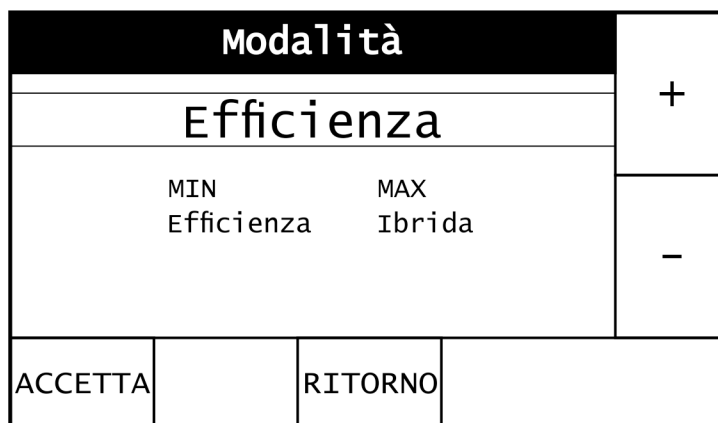 Modalità
+
Efficienza
MIN MAX
Efficienza Ibrida
-
ACCETTA RITORNO